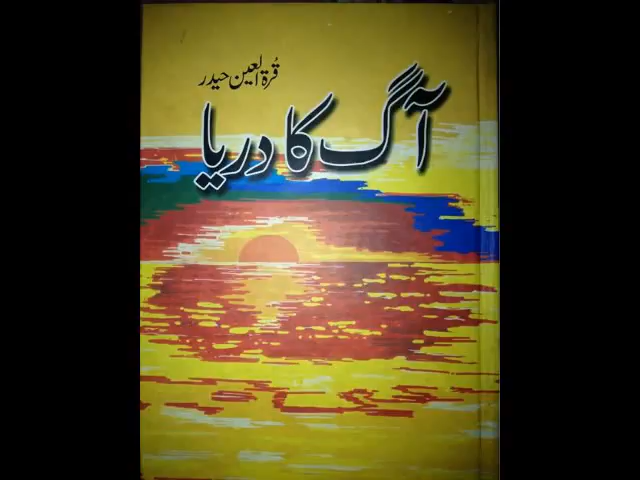 قرۃ العین حیدر
آگ کا دریا